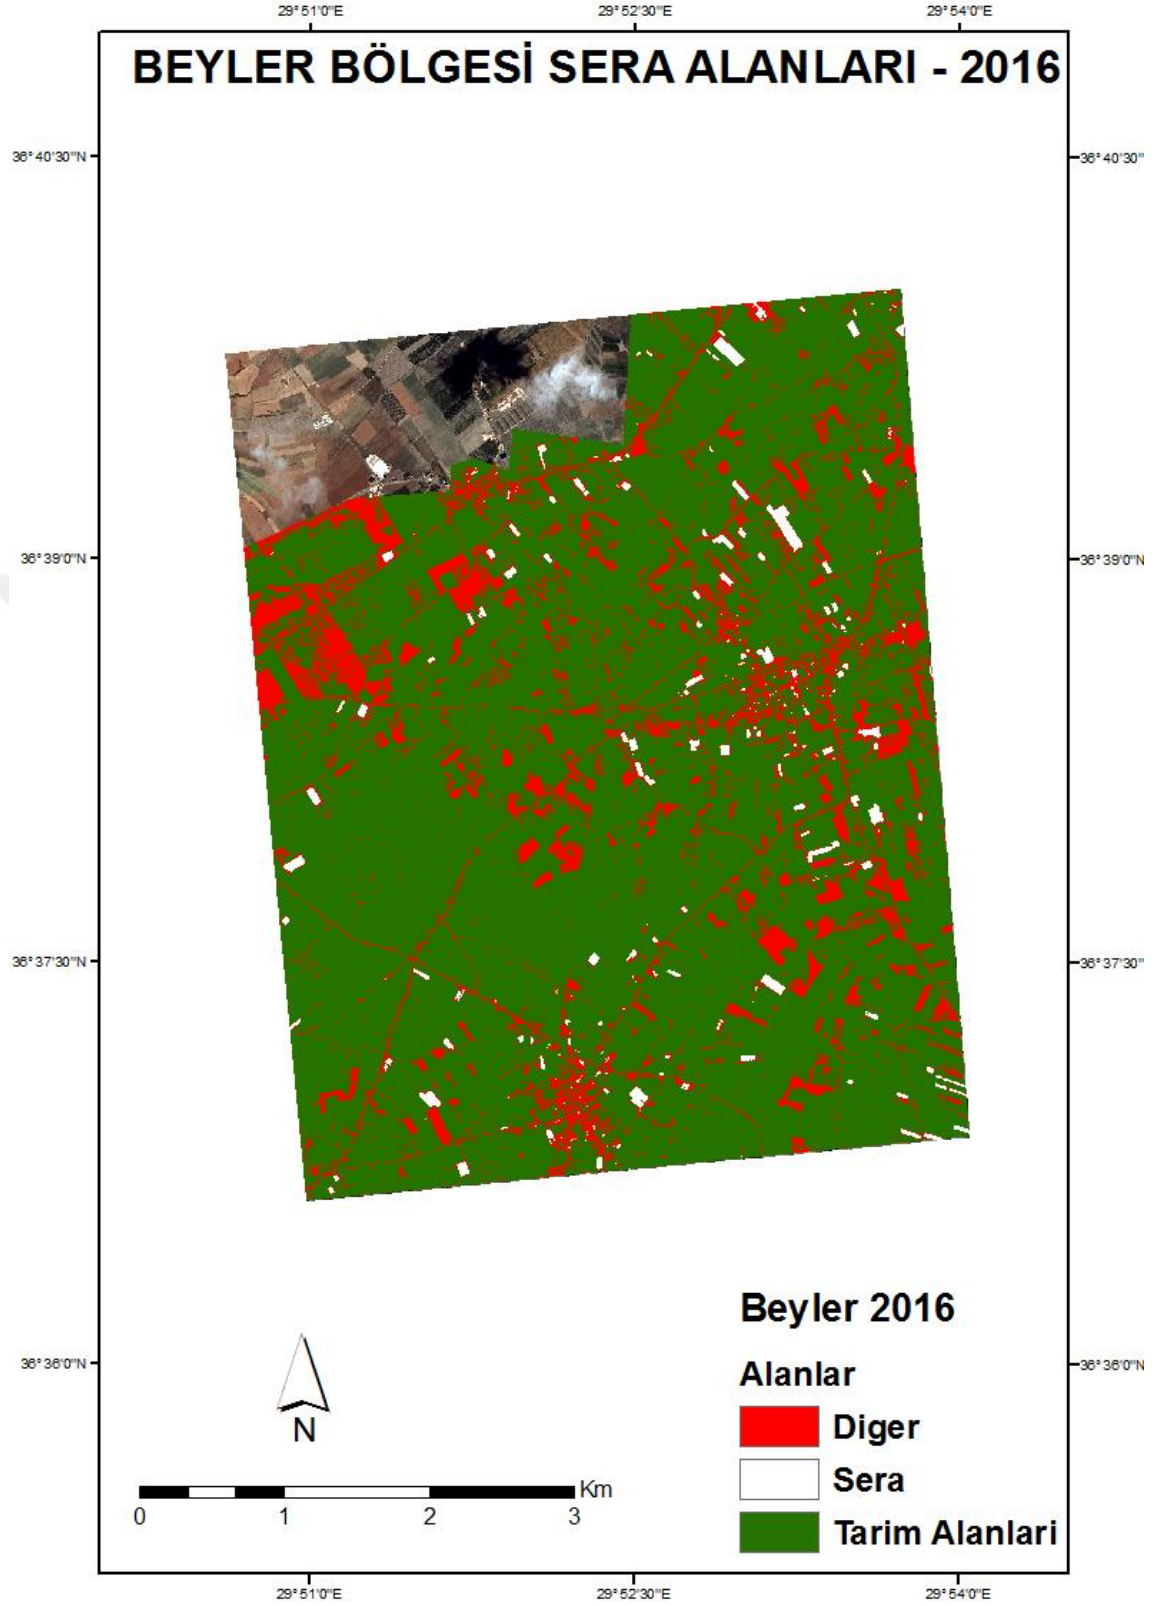 29°51'0"E 29°52'30"E 29°54'0"E
BEYLER BÖLGESİ SERA ALANLARI - 2016
36°40'30"N 36°40'30"
36°39'0"N 36°39'0"N
36°37'30"N 36°37'30"
Beyler 2016
36°36'0"N 36°36'0"N
Alanlar
Diger
N
Sera
Km
0 1 2 3
Tarim Alanlari
29°51'0"E 29°52'30"E 29°54'0"E